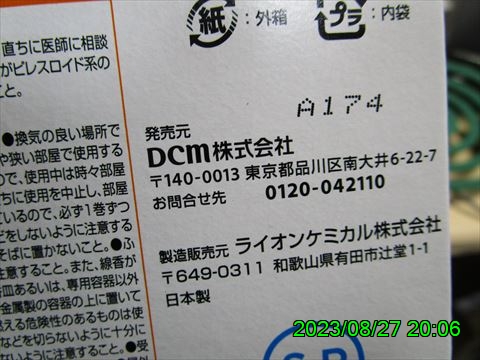 直ちに医師に相談
がピレスロイド系の
こと。
●換気の良い場所で
や狭い部屋で使用する
ので、使用中は時々部屋
ちに使用を中止し、部屋
ているので、必ず1巻ずつ
どをしないように注意する
そばに置かないこと。●ふ
注意すること。また、線香が
皿あるいは、専用容器以外
金属製の容器の上に置いて
える危険性のあるものは使
などを切らないように十分に
ないように注意すること。●受
紙
:外箱
プラ
:内袋
A174
発売元
DCM株式会社
〒140-0013 東京都品川区南大井6-22-7
お問合せ先 0120-042110
製造販売元 ライオンケミカル株式会社
〒649-0311 和歌山県有田市辻堂1-1
日本製
2023/08/27 20:06